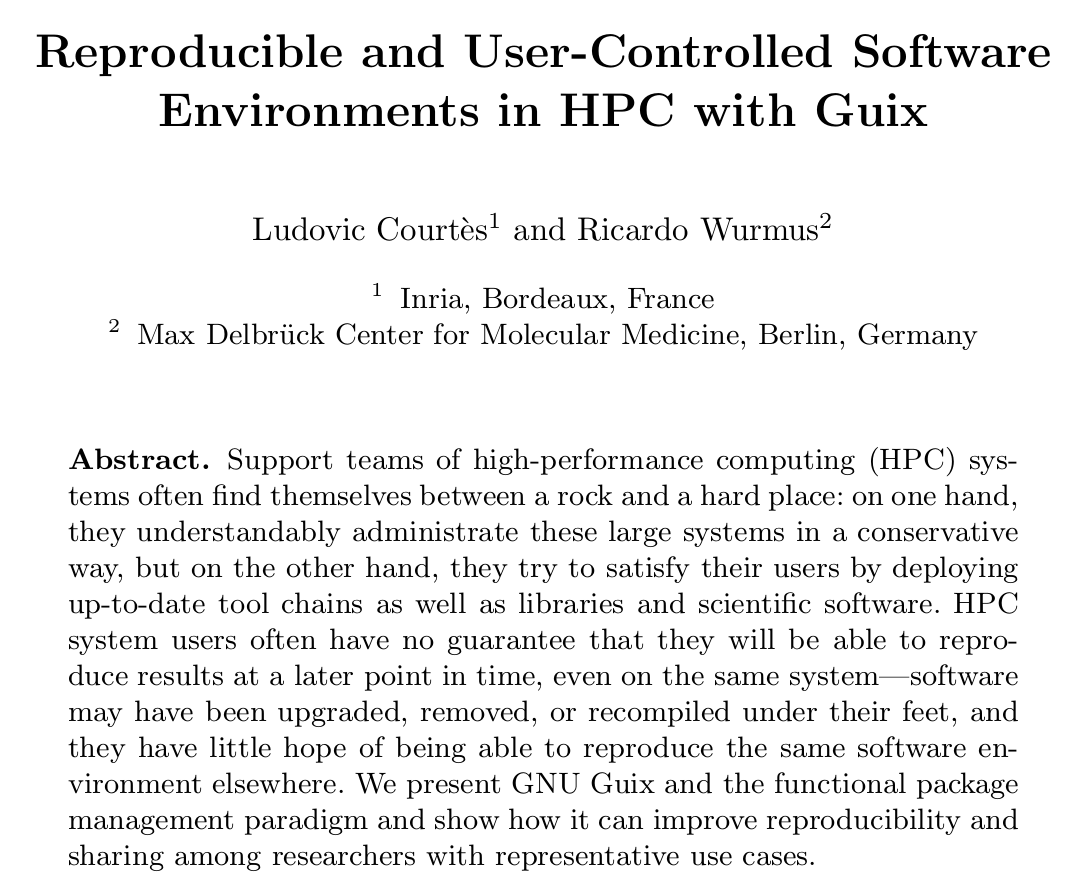 Reproducible and User-Controlled Software
Environments in HPC with Guix
Ludovic Courtès¹ and Ricardo Wurmus²
¹ Inria, Bordeaux, France
² Max Delbrück Center for Molecular Medicine, Berlin, Germany
Abstract. Support teams of high-performance computing (HPC) sys-
tems often find themselves between a rock and a hard place: on one hand,
they understandably administrate these large systems in a conservative
way, but on the other hand, they try to satisfy their users by deploying
up-to-date tool chains as well as libraries and scientific software. HPC
system users often have no guarantee that they will be able to repro-
duce results at a later point in time, even on the same system—software
may have been upgraded, removed, or recompiled under their feet, and
they have little hope of being able to reproduce the same software en-
vironment elsewhere. We present GNU Guix and the functional package
management paradigm and show how it can improve reproducibility and
sharing among researchers with representative use cases.